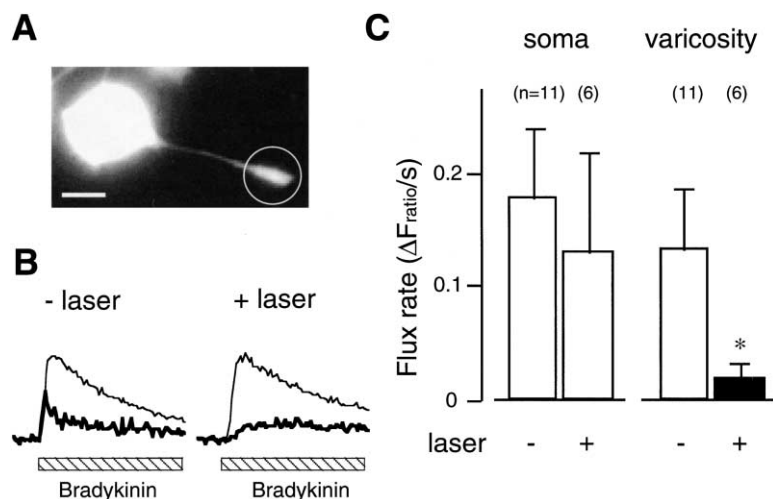 A
B
- laser
+ laser
Bradykinin
Bradykinin
C
soma
varicosity
(n=11)
(6)
(11)
(6)
Flux rate (ΔFratio/s)
0.2
0.1
0
*
laser
-
+
-
+